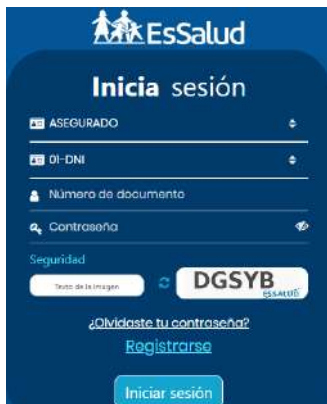 EsSalud
Inicia sesión
ASEGURADO
01-DNI
Número de documento
Contraseña
Seguridad
Texto de la imagen
DGSYB
ESSALUD
¿Olvidaste tu contraseña?
Registrarse
Iniciar sesión